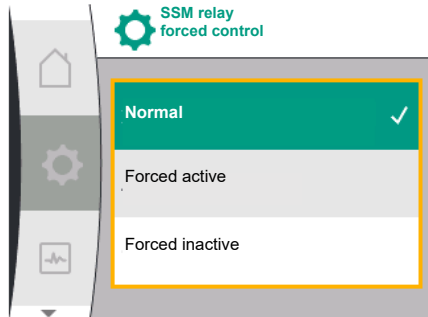 SSM relay
forced control
Normal
Forced active
Forced inactive